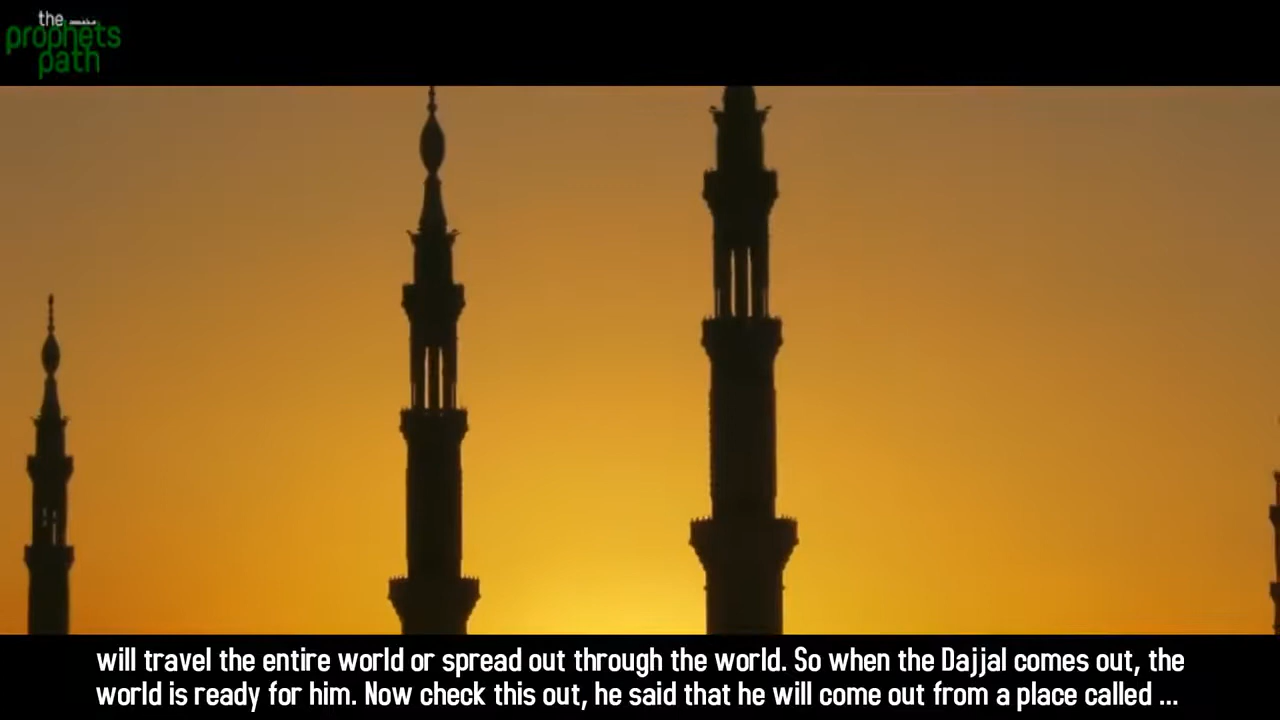 the
prophets
path
will travel the entire world or spread out through the world. So when the Dajjal comes out, the
world is ready for him. Now check this out, he said that he will come out from a place called ...